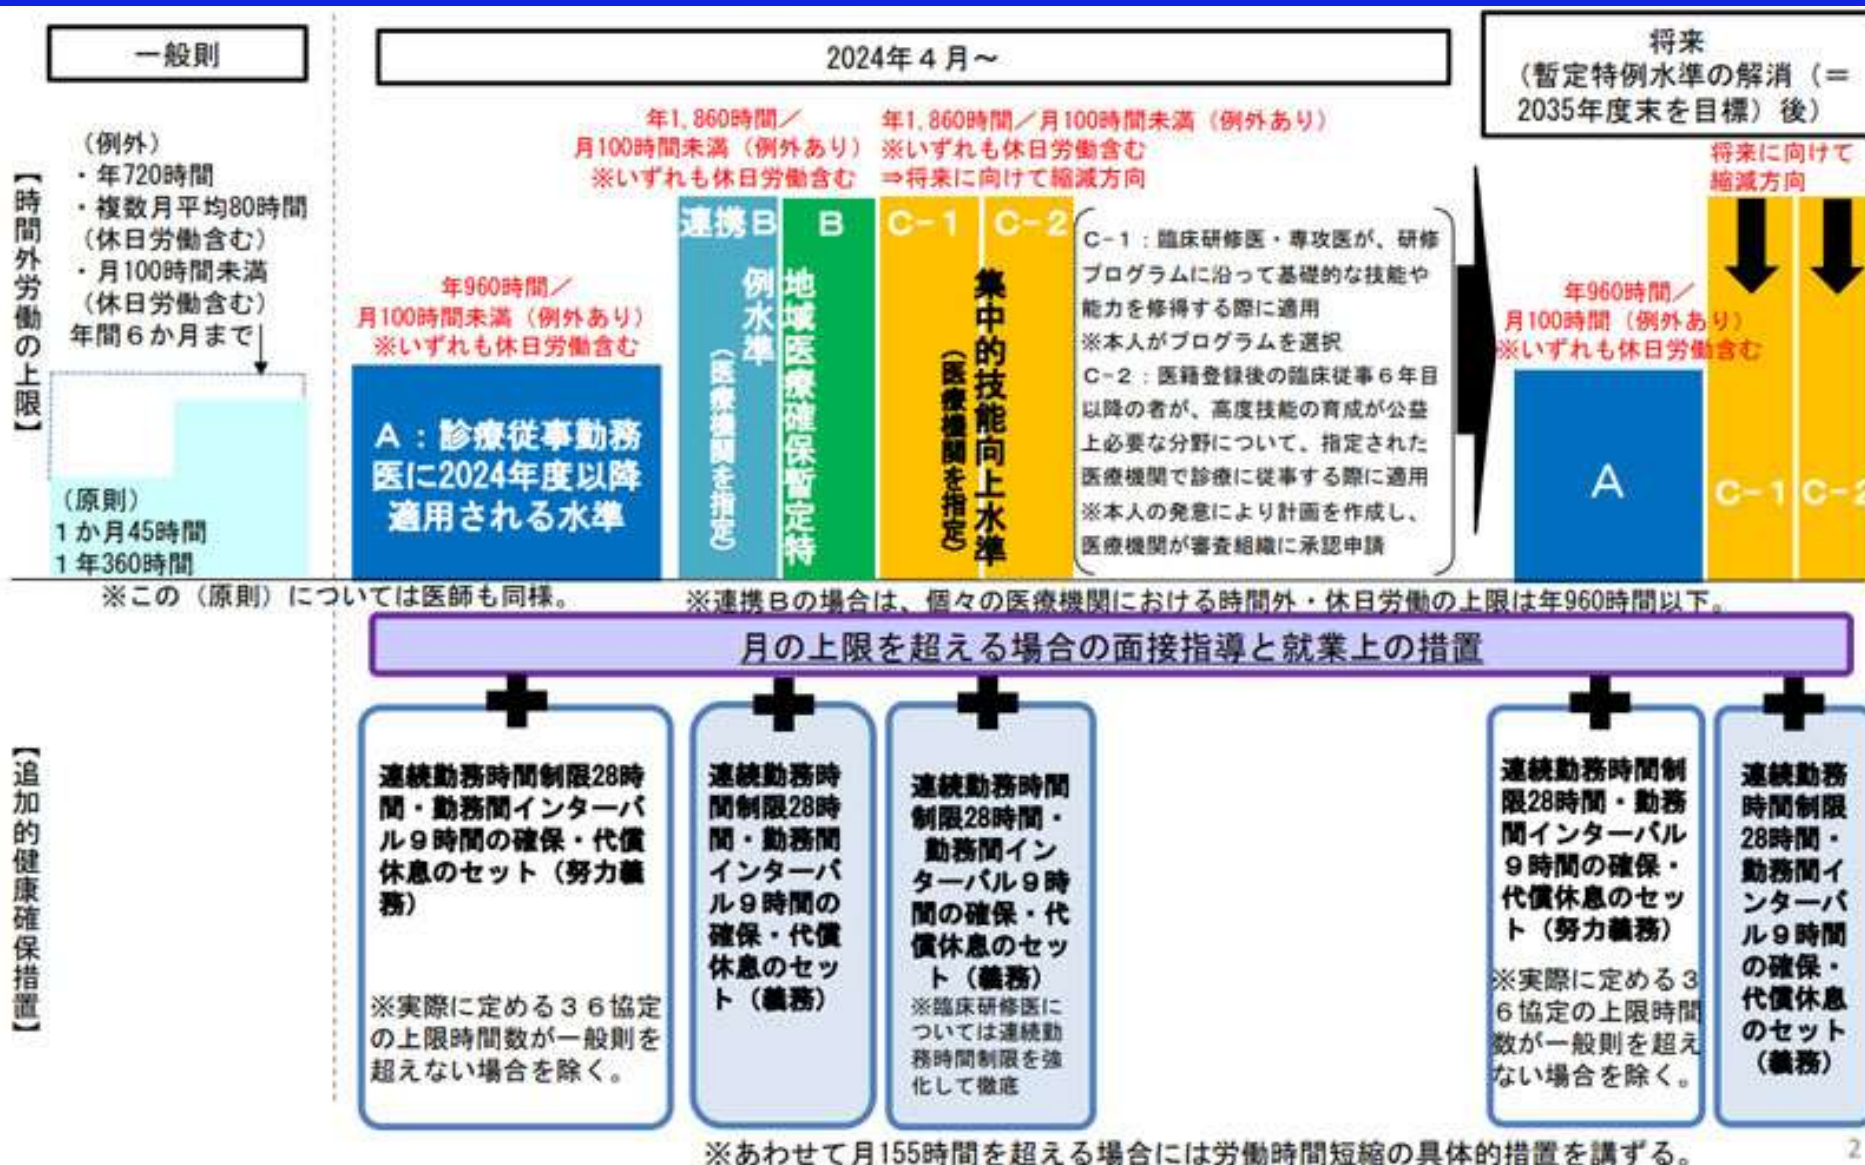 一般則
2024年4月～
将来
（暫定特例水準の解消（＝
2035年度末を目標）後）
【時間外労働の上限】
（例外）
・年720時間
・複数月平均80時間
（休日労働含む）
・月100時間未満
（休日労働含む）
年間6か月まで
（原則）
1か月45時間
1年360時間
年960時間／
月100時間未満（例外あり）
※いずれも休日労働含む
A：診療従事勤務
医に2024年度以降
適用される水準
年1,860時間／
月100時間未満（例外あり）
※いずれも休日労働含む
連携B
B
地域医療確保暫定特
例水準
（医療機関を指定）
年1,860時間／月100時間未満（例外あり）
※いずれも休日労働含む
⇒将来に向けて縮減方向
C-1
C-2
集中的技能向上水準
（医療機関を指定）
C-1：臨床研修医・専攻医が、研修
プログラムに沿って基礎的な技能や
能力を修得する際に適用
※本人がプログラムを選択
C-2：医籍登録後の臨床従事6年目
以降の者が、高度技能の育成が公益
上必要な分野について、指定された
医療機関で診療に従事する際に適用
※本人の発意により計画を作成し、
医療機関が審査組織に承認申請
年960時間／
月100時間（例外あり）
※いずれも休日労働含む
A
将来に向けて
縮減方向
C-1
C-2
※この（原則）については医師も同様。
※連携Bの場合は、個々の医療機関における時間外・休日労働の上限は年960時間以下。
月の上限を超える場合の面接指導と就業上の措置
【追加的健康確保措置】
連続勤務時間制限28時
間・勤務間インターバ
ル9時間の確保・代償
休息のセット（努力義
務）
※実際に定める36協定
の上限時間数が一般則を
超えない場合を除く。
連続勤務時
間制限28時
間・勤務間
インターバ
ル9時間の
確保・代償
休息のセッ
ト（義務）
連続勤務時間
制限28時間・
勤務間イン
ターバル9時
間の確保・代
償休息のセッ
ト（義務）
※臨床研修医に
ついては連続勤
務時間制限を強
化して徹底
連続勤務時間制
限28時間・勤務
間インターバル
9時間の確保・
代償休息のセッ
ト（努力義務）
※実際に定める3
6協定の上限時間
数が一般則を超え
ない場合を除く。
連続勤務
時間制限
28時間・
勤務間イ
ンターバ
ル9時間
の確保・
代償休息
のセット
（義務）
※あわせて月155時間を超える場合には労働時間短縮の具体的措置を講ずる。
2